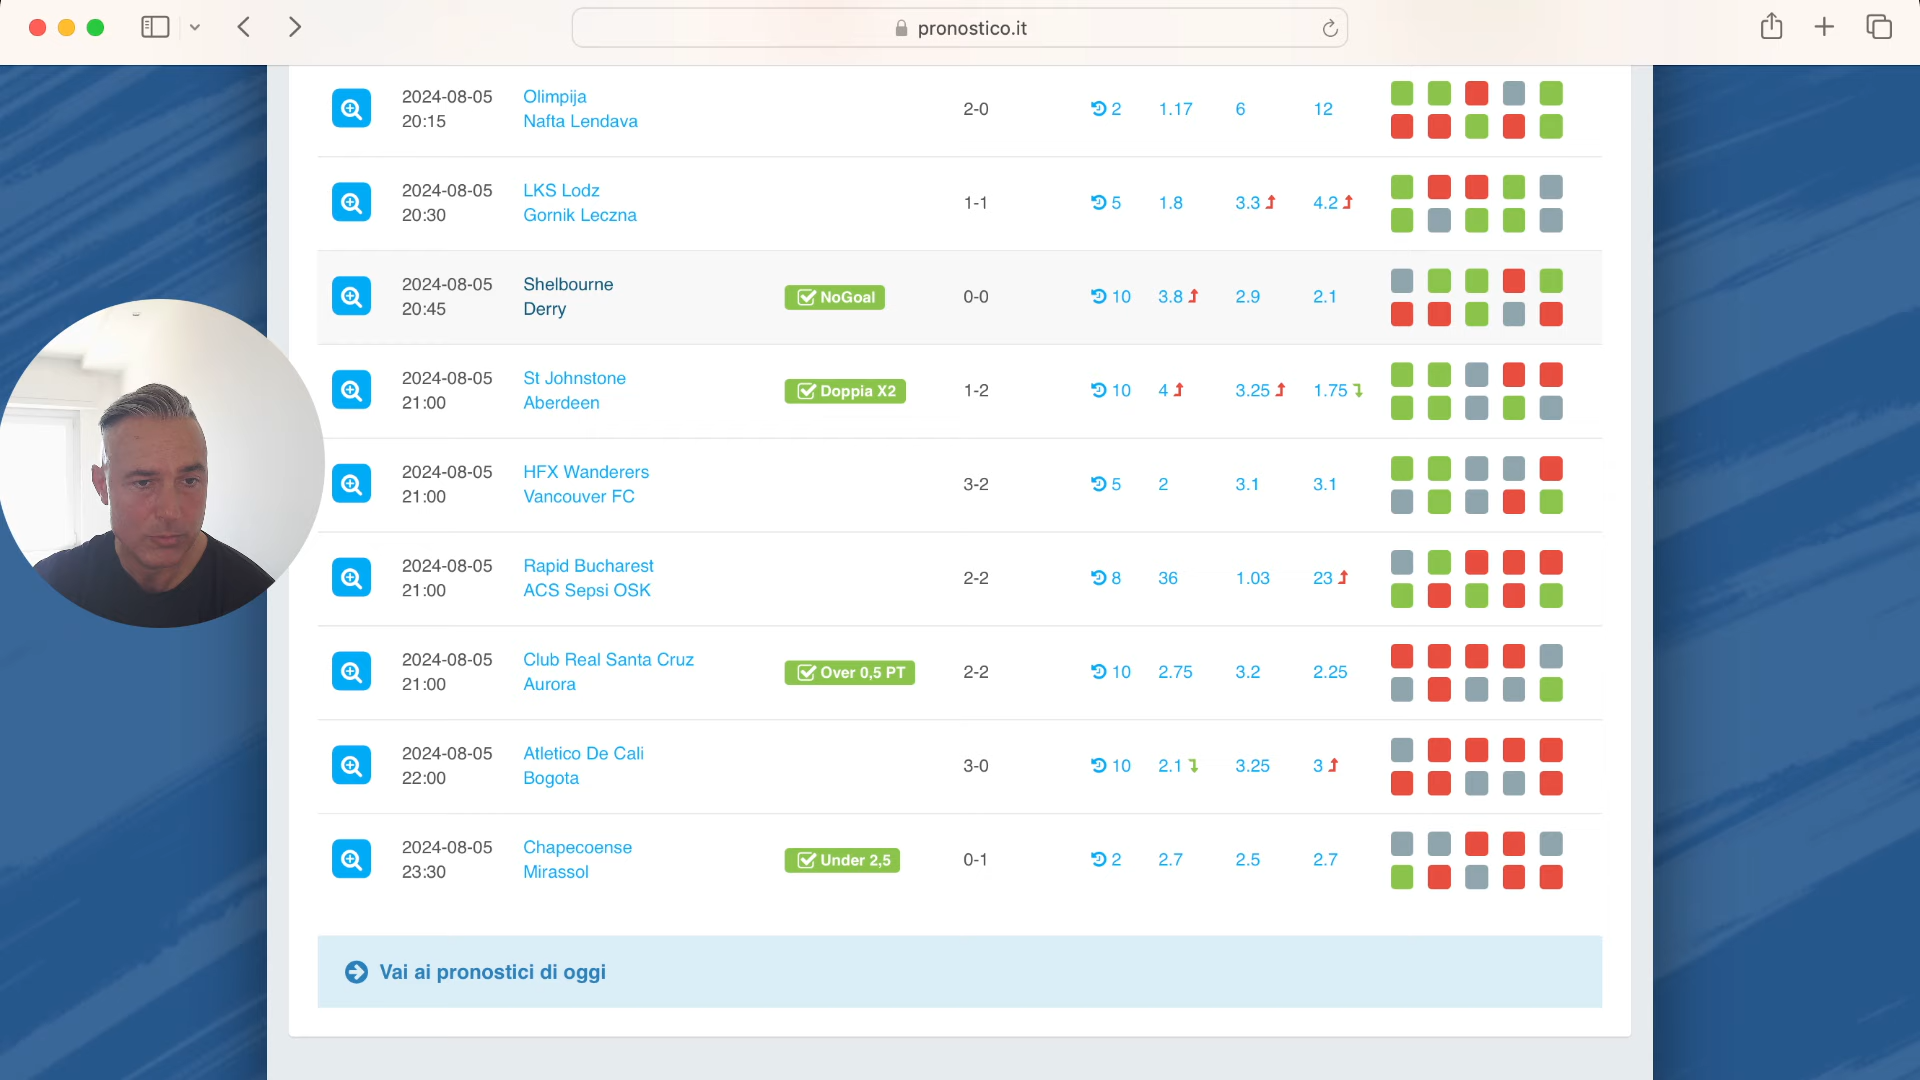 pronostico.it
2024-08-05 Olimpija
20:15 Nafta Lendava 2-0 2 1.17 6 12
2024-08-05 LKS Lodz
20:30 Gornik Leczna 1-1 5 1.8 3.3 4.2
2024-08-05 Shelbourne
20:45 Derry NoGoal 0-0 10 3.8 2.9 2.1
2024-08-05 St Johnstone
21:00 Aberdeen Doppia X2 1-2 10 4 3.25 1.75
2024-08-05 HFX Wanderers
21:00 Vancouver FC 3-2 5 2 3.1 3.1
2024-08-05 Rapid Bucharest
21:00 ACS Sepsi OSK 2-2 8 36 1.03 23
2024-08-05 Club Real Santa Cruz
21:00 Aurora Over 0,5 PT 2-2 10 2.75 3.2 2.25
2024-08-05 Atletico De Cali
22:00 Bogota 3-0 10 2.1 3.25 3
2024-08-05 Chapecoense
23:30 Mirassol Under 2,5 0-1 2 2.7 2.5 2.7
Vai ai pronostici di oggi